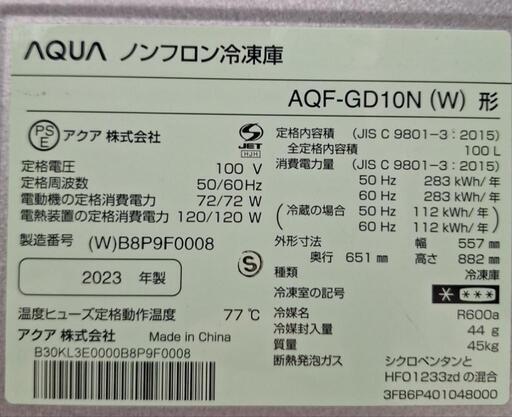 AQUA ノンフロン冷凍庫
AQF-GD10N (W) 形
PS E アクア 株式会社
S JET HJH
定格電圧 100 V
定格周波数 50/60Hz
電動機の定格消費電力 72/72 W
電熱装置の定格消費電力 120/120 W
製造番号 (W)B8P9F0008
2023 年製
S
温度ヒューズ定格動作温度 77℃
アクア 株式会社 Made in China
B30KL3E0000B8P9F0008
定格内容積 (JIS C 9801-3:2015)
全定格内容積 100 L
消費電力量 (JIS C 9801-3:2015)
50 Hz 283 kWh/年
60 Hz 283 kWh/年
(冷蔵の場合 50 Hz 112 kWh/年)
60 Hz 112 kWh/年
外形寸法 幅 557 mm
奥行 651 mm 高さ 882 mm
種類 冷凍庫
冷凍室の記号 * ***
冷媒名 R600a
冷媒封入量 44 g
質量 45kg
断熱発泡ガス シクロペンタンと
HFO1233zd の混合
3FB6P401048000